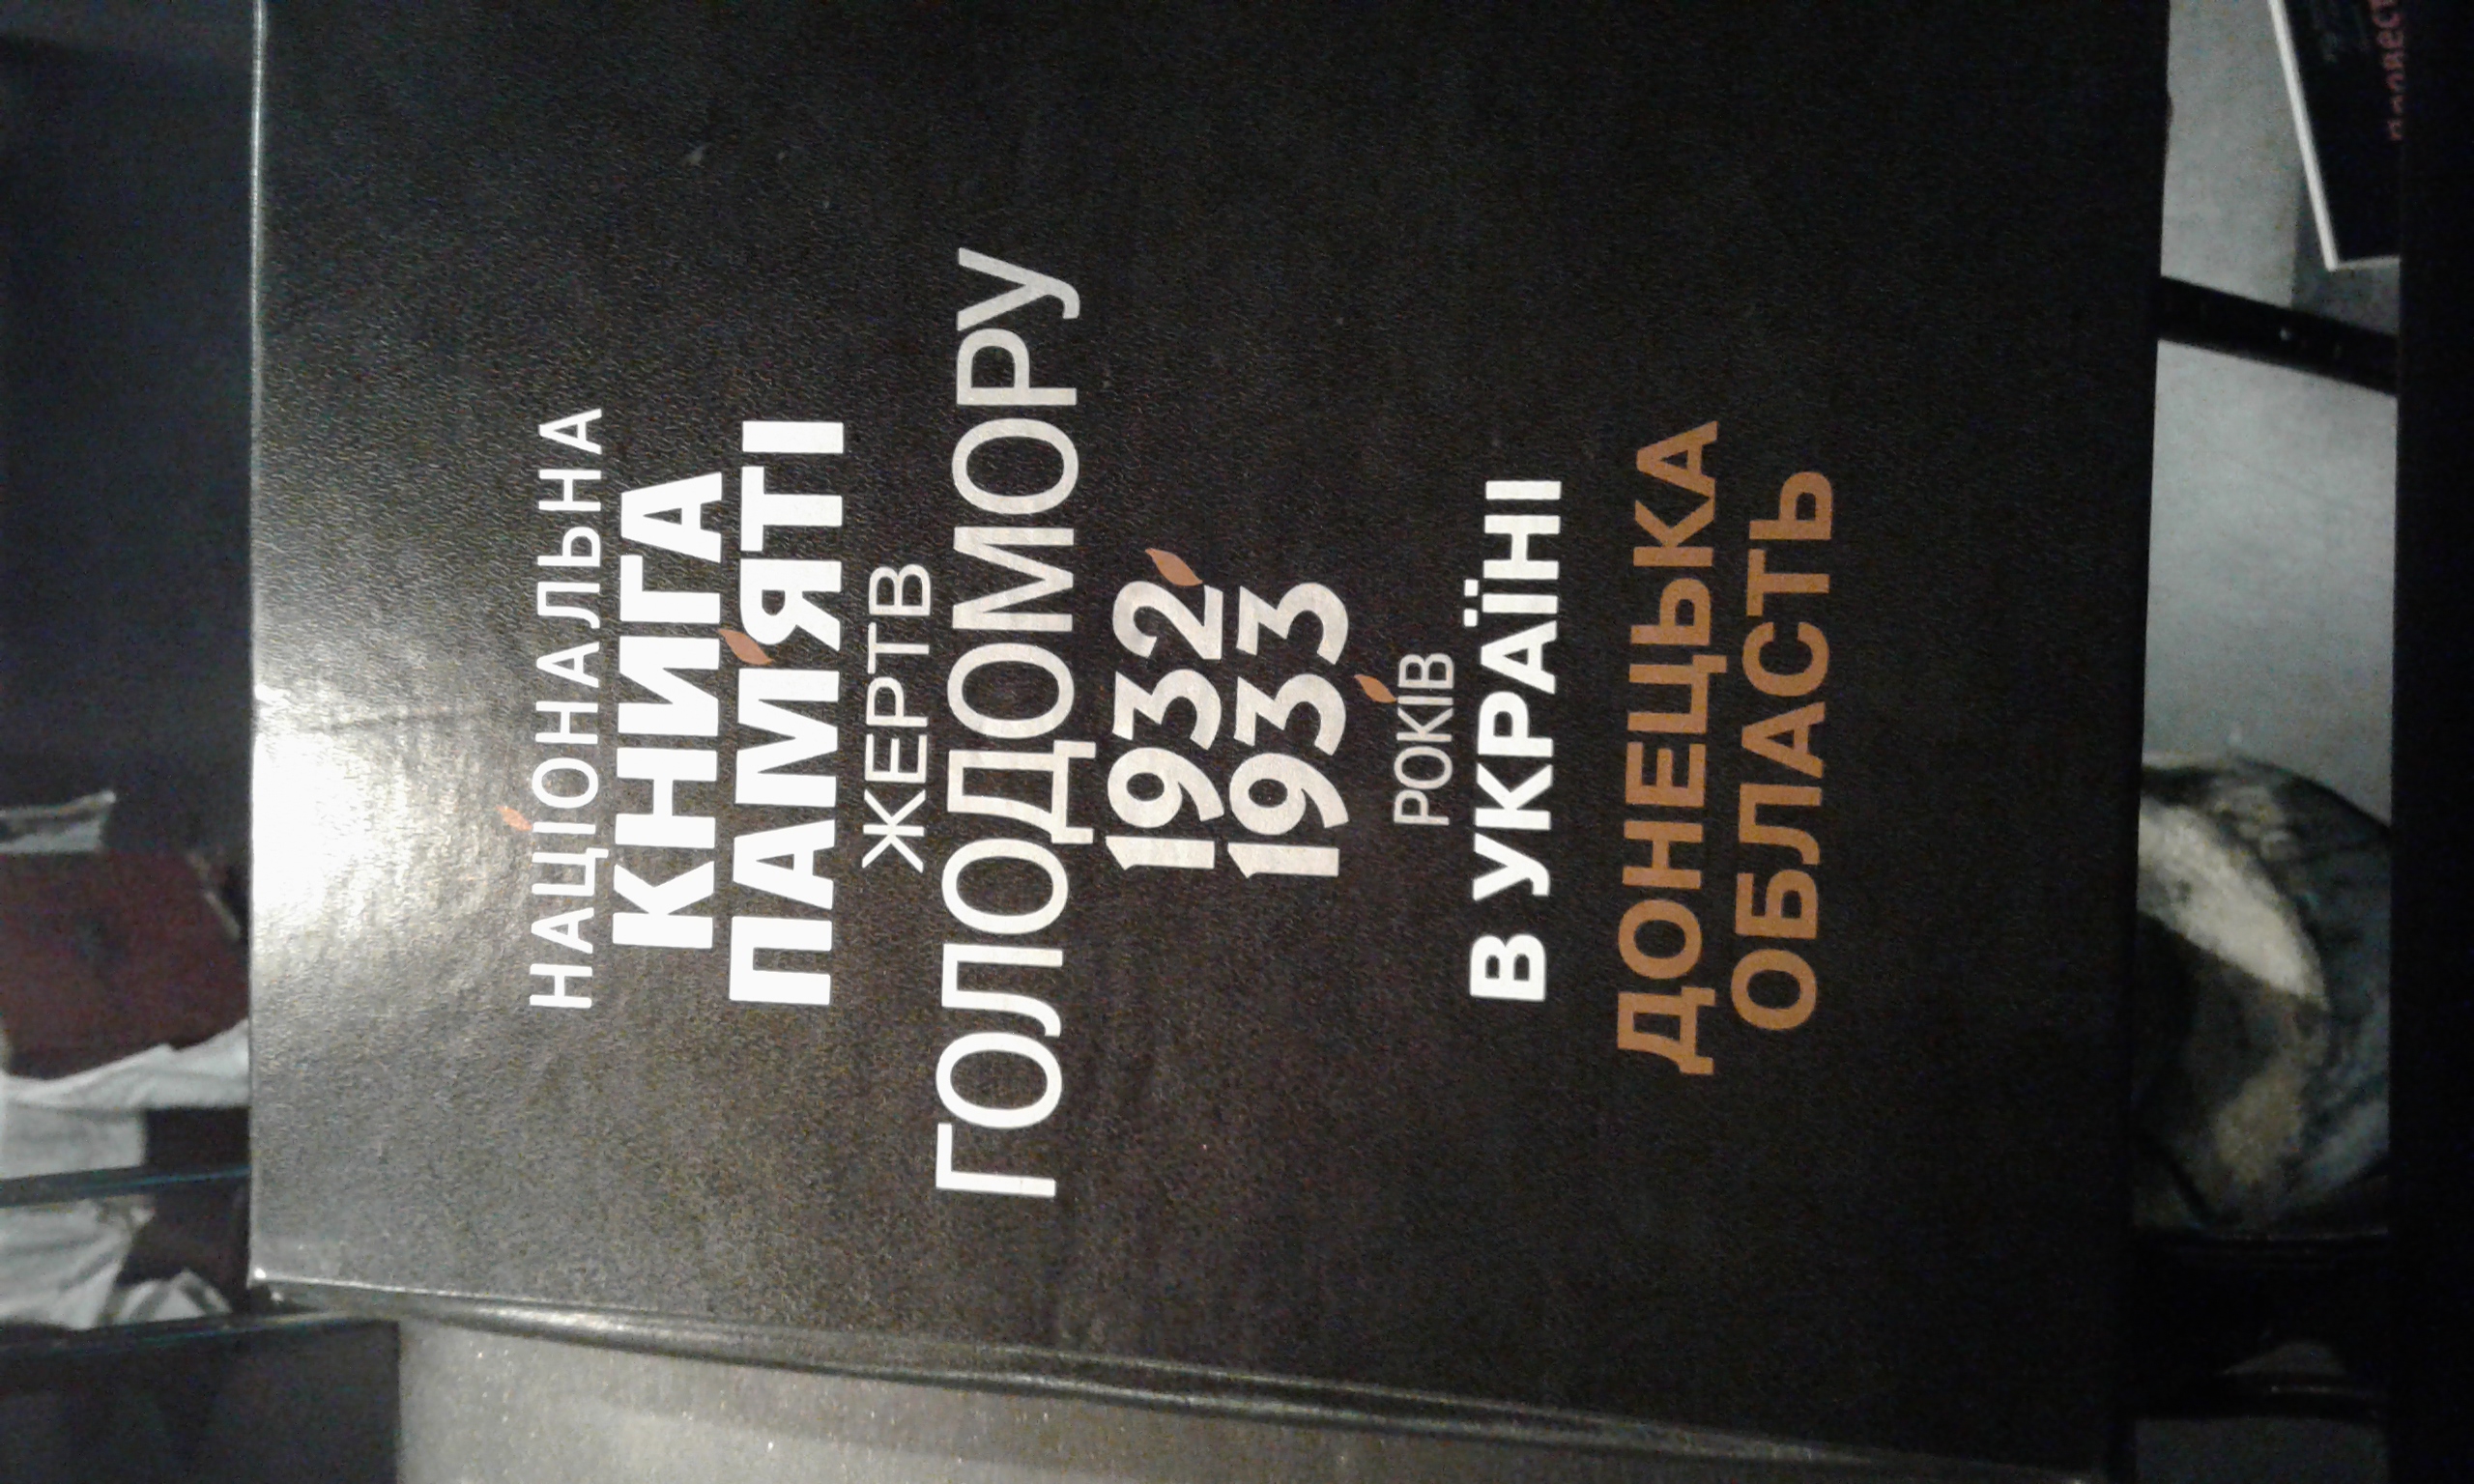 НАЦІОНАЛЬНА
КНИГА
ПАМ'ЯТІ
ЖЕРТВ
ГОЛОДОМОРУ
1932
1933
РОКІВ
В УКРАЇНІ
ДОНЕЦЬКА
ОБЛАСТЬ